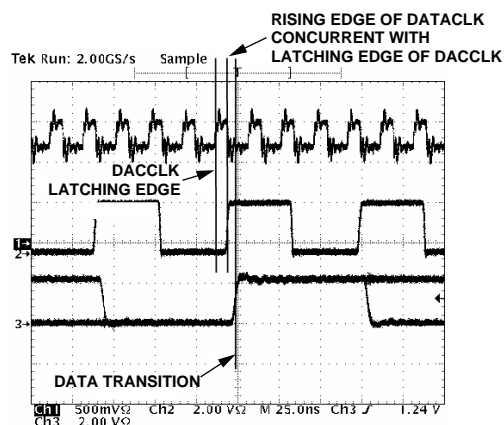 RISING EDGE OF DATACLK
CONCURRENT WITH
LATCHING EDGE OF DACCLK
Tek Run: 2.00GS/s Sample
DACCLK
LATCHING EDGE
1→
2→
3→
DATA TRANSITION
Ch1 500mVΩ Ch2 2.00 VΩ M 25.0ns Ch3 ƒ 1.24 V
Ch3 2.00 VΩ